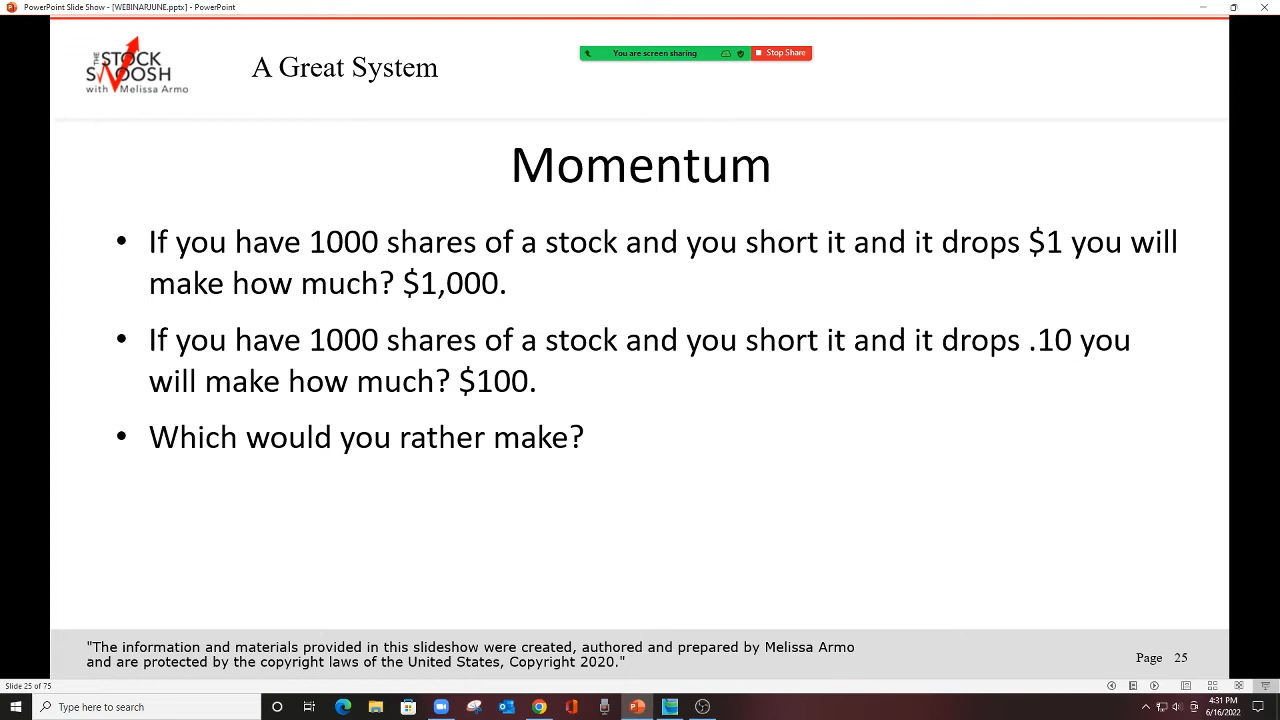 PowerPoint Slide Show - [WEBINARJUNE.pptx] - PowerPoint
You are screen sharing
Stop Share
THE STOCK
SWOOSH
with Melissa Armo
A Great System
Momentum
• If you have 1000 shares of a stock and you short it and it drops $1 you will
make how much? $1,000.
• If you have 1000 shares of a stock and you short it and it drops .10 you
will make how much? $100.
• Which would you rather make?
"The information and materials provided in this slideshow were created, authored and prepared by Melissa Armo
and are protected by the copyright laws of the United States, Copyright 2020."
Page 25
Slide 25 of 75
Type here to search
4:31 PM
6/16/2022